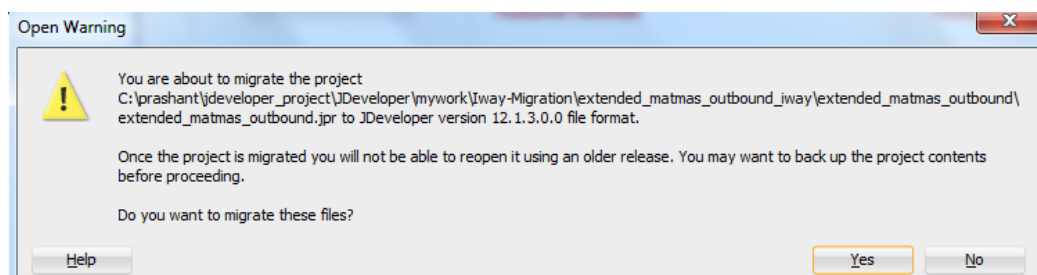 Open Warning
You are about to migrate the project
C:\prashant\jdeveloper_project\JDeveloper\mywork\Iway-Migration\extended_matmas_outbound_iway\extended_matmas_outbound\
extended_matmas_outbound.jpr to JDeveloper version 12.1.3.0.0 file format.
Once the project is migrated you will not be able to reopen it using an older release. You may want to back up the project contents
before proceeding.
Do you want to migrate these files?
Help
Yes
No